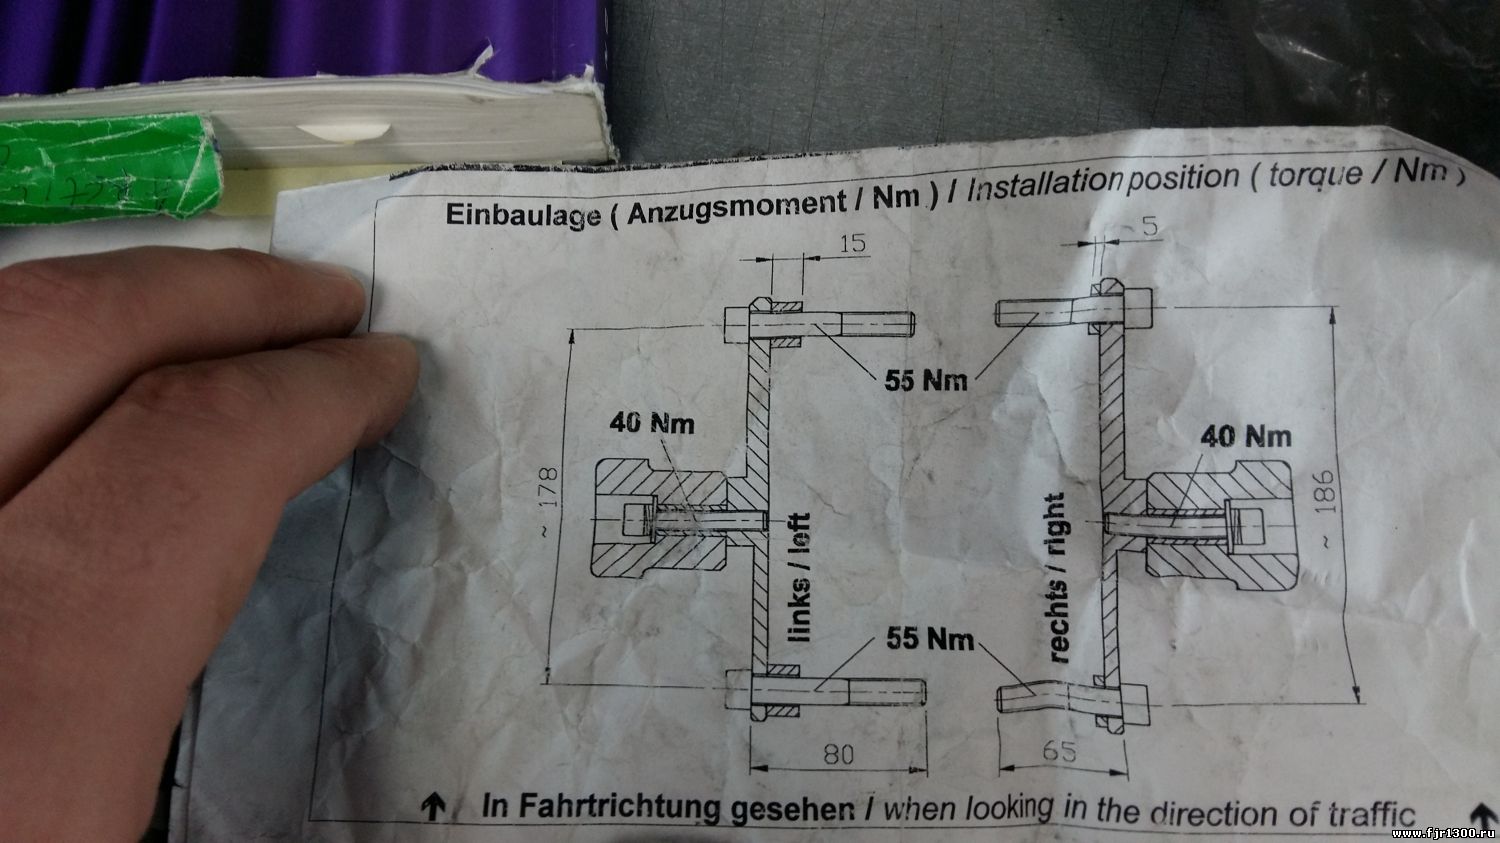 Einbaulage ( Anzugsmoment / Nm ) / Installation position ( torque / Nm )
15
5
55 Nm
40 Nm
40 Nm
~ 178
~ 186
links / left
rechts / right
55 Nm
80
65
In Fahrtrichtung gesehen / when looking in the direction of traffic
www.fjr1300.ru